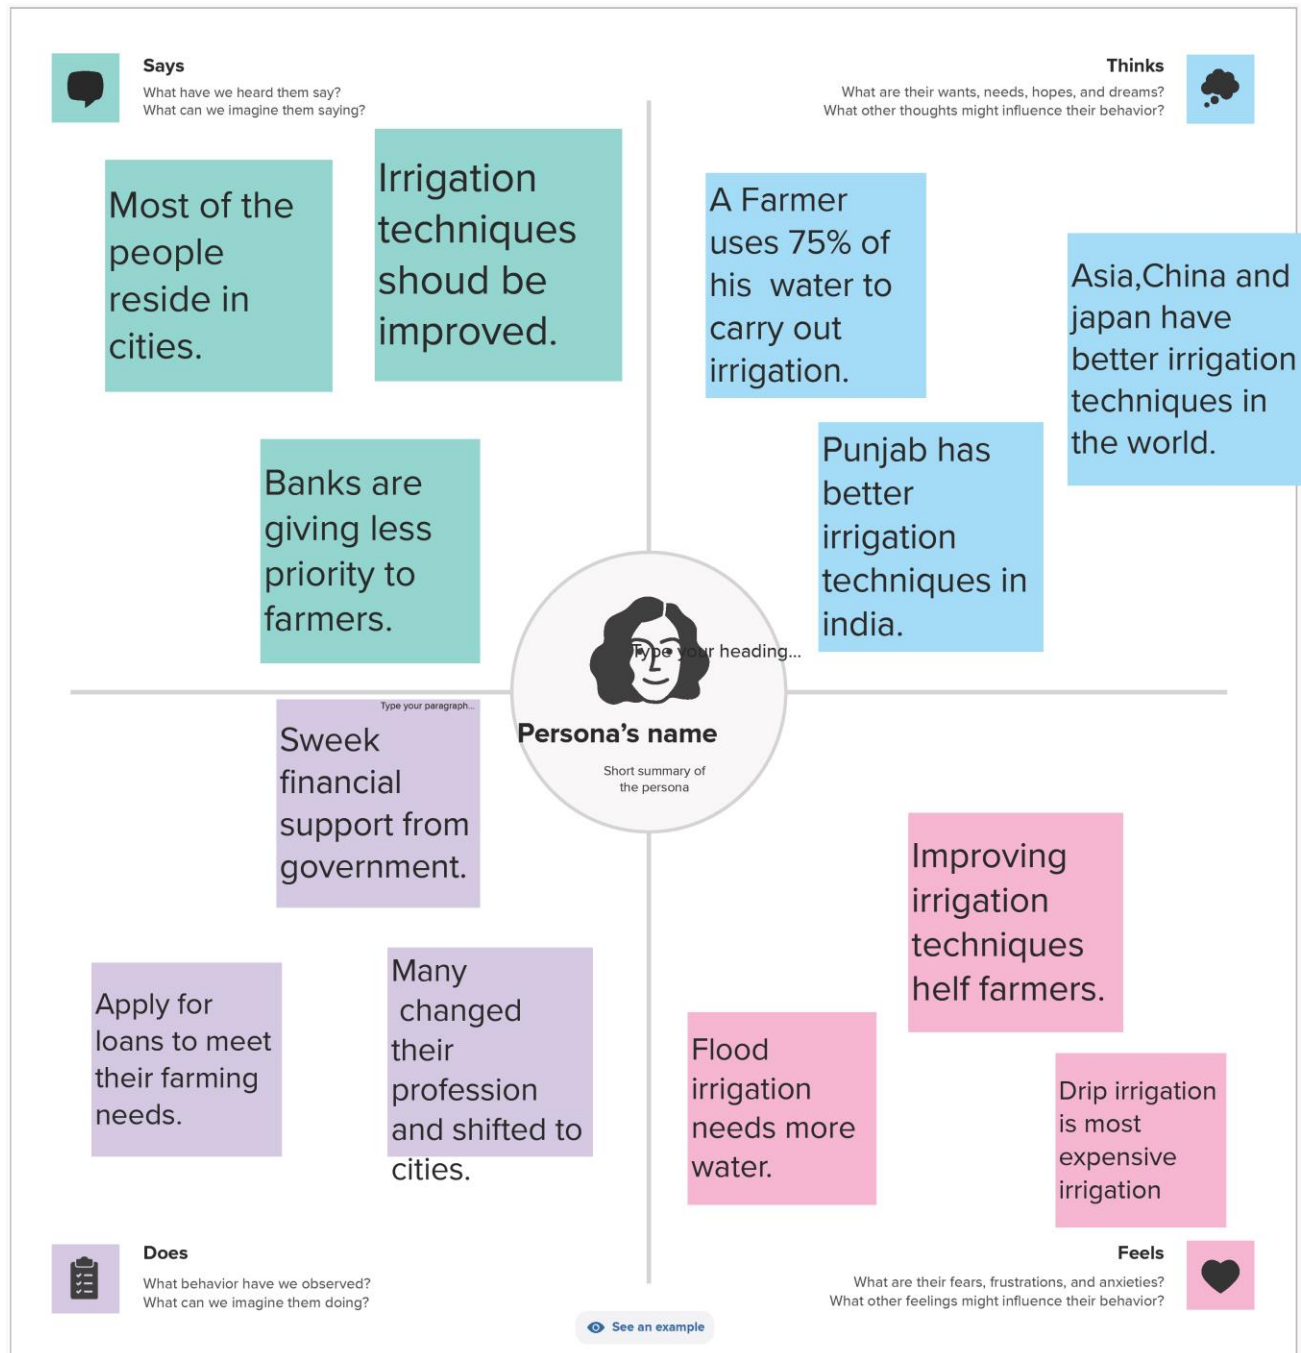 Says
What have we heard them say?
What can we imagine them saying?
Most of the
people
reside in
cities.
Irrigation
techniques
shoud be
improved.
Banks are
giving less
priority to
farmers.
Thinks
What are their wants, needs, hopes, and dreams?
What other thoughts might influence their behavior?
A Farmer
uses 75% of
his water to
carry out
irrigation.
Asia,China and
japan have
better irrigation
techniques in
the world.
Punjab has
better
irrigation
techniques in
india.
Type your heading...
Persona's name
Short summary of
the persona
Type your paragraph...
Sweek
financial
support from
government.
Apply for
loans to meet
their farming
needs.
Many
changed
their
profession
and shifted to
cities.
Does
What behavior have we observed?
What can we imagine them doing?
Improving
irrigation
techniques
helf farmers.
Flood
irrigation
needs more
water.
Drip irrigation
is most
expensive
irrigation
Feels
What are their fears, frustrations, and anxieties?
What other feelings might influence their behavior?
See an example